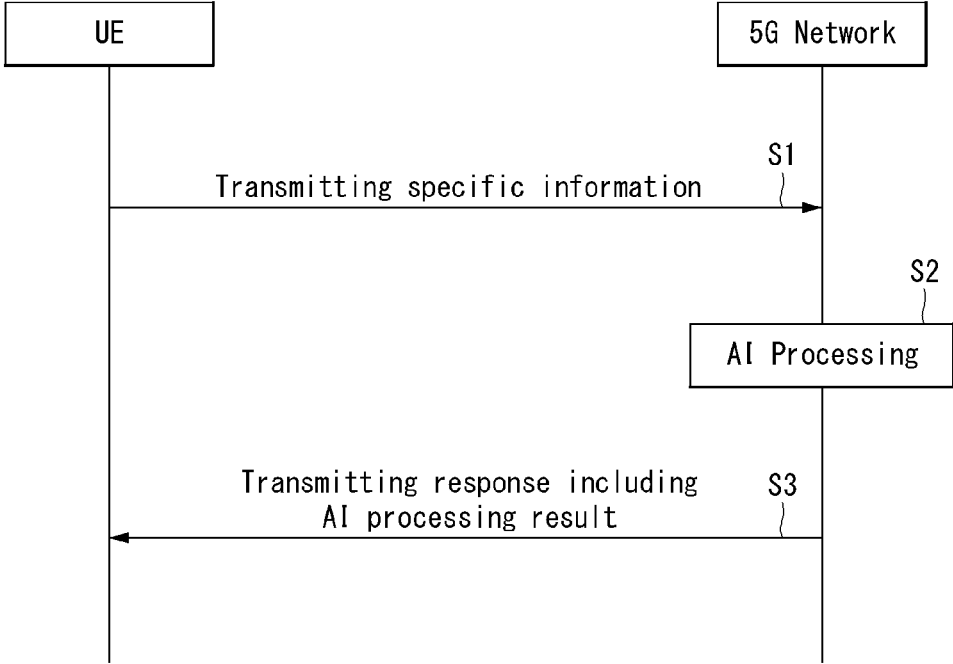 UE
5G Network
S1
Transmitting specific information
S2
AI Processing
Transmitting response including
S3
AI processing result